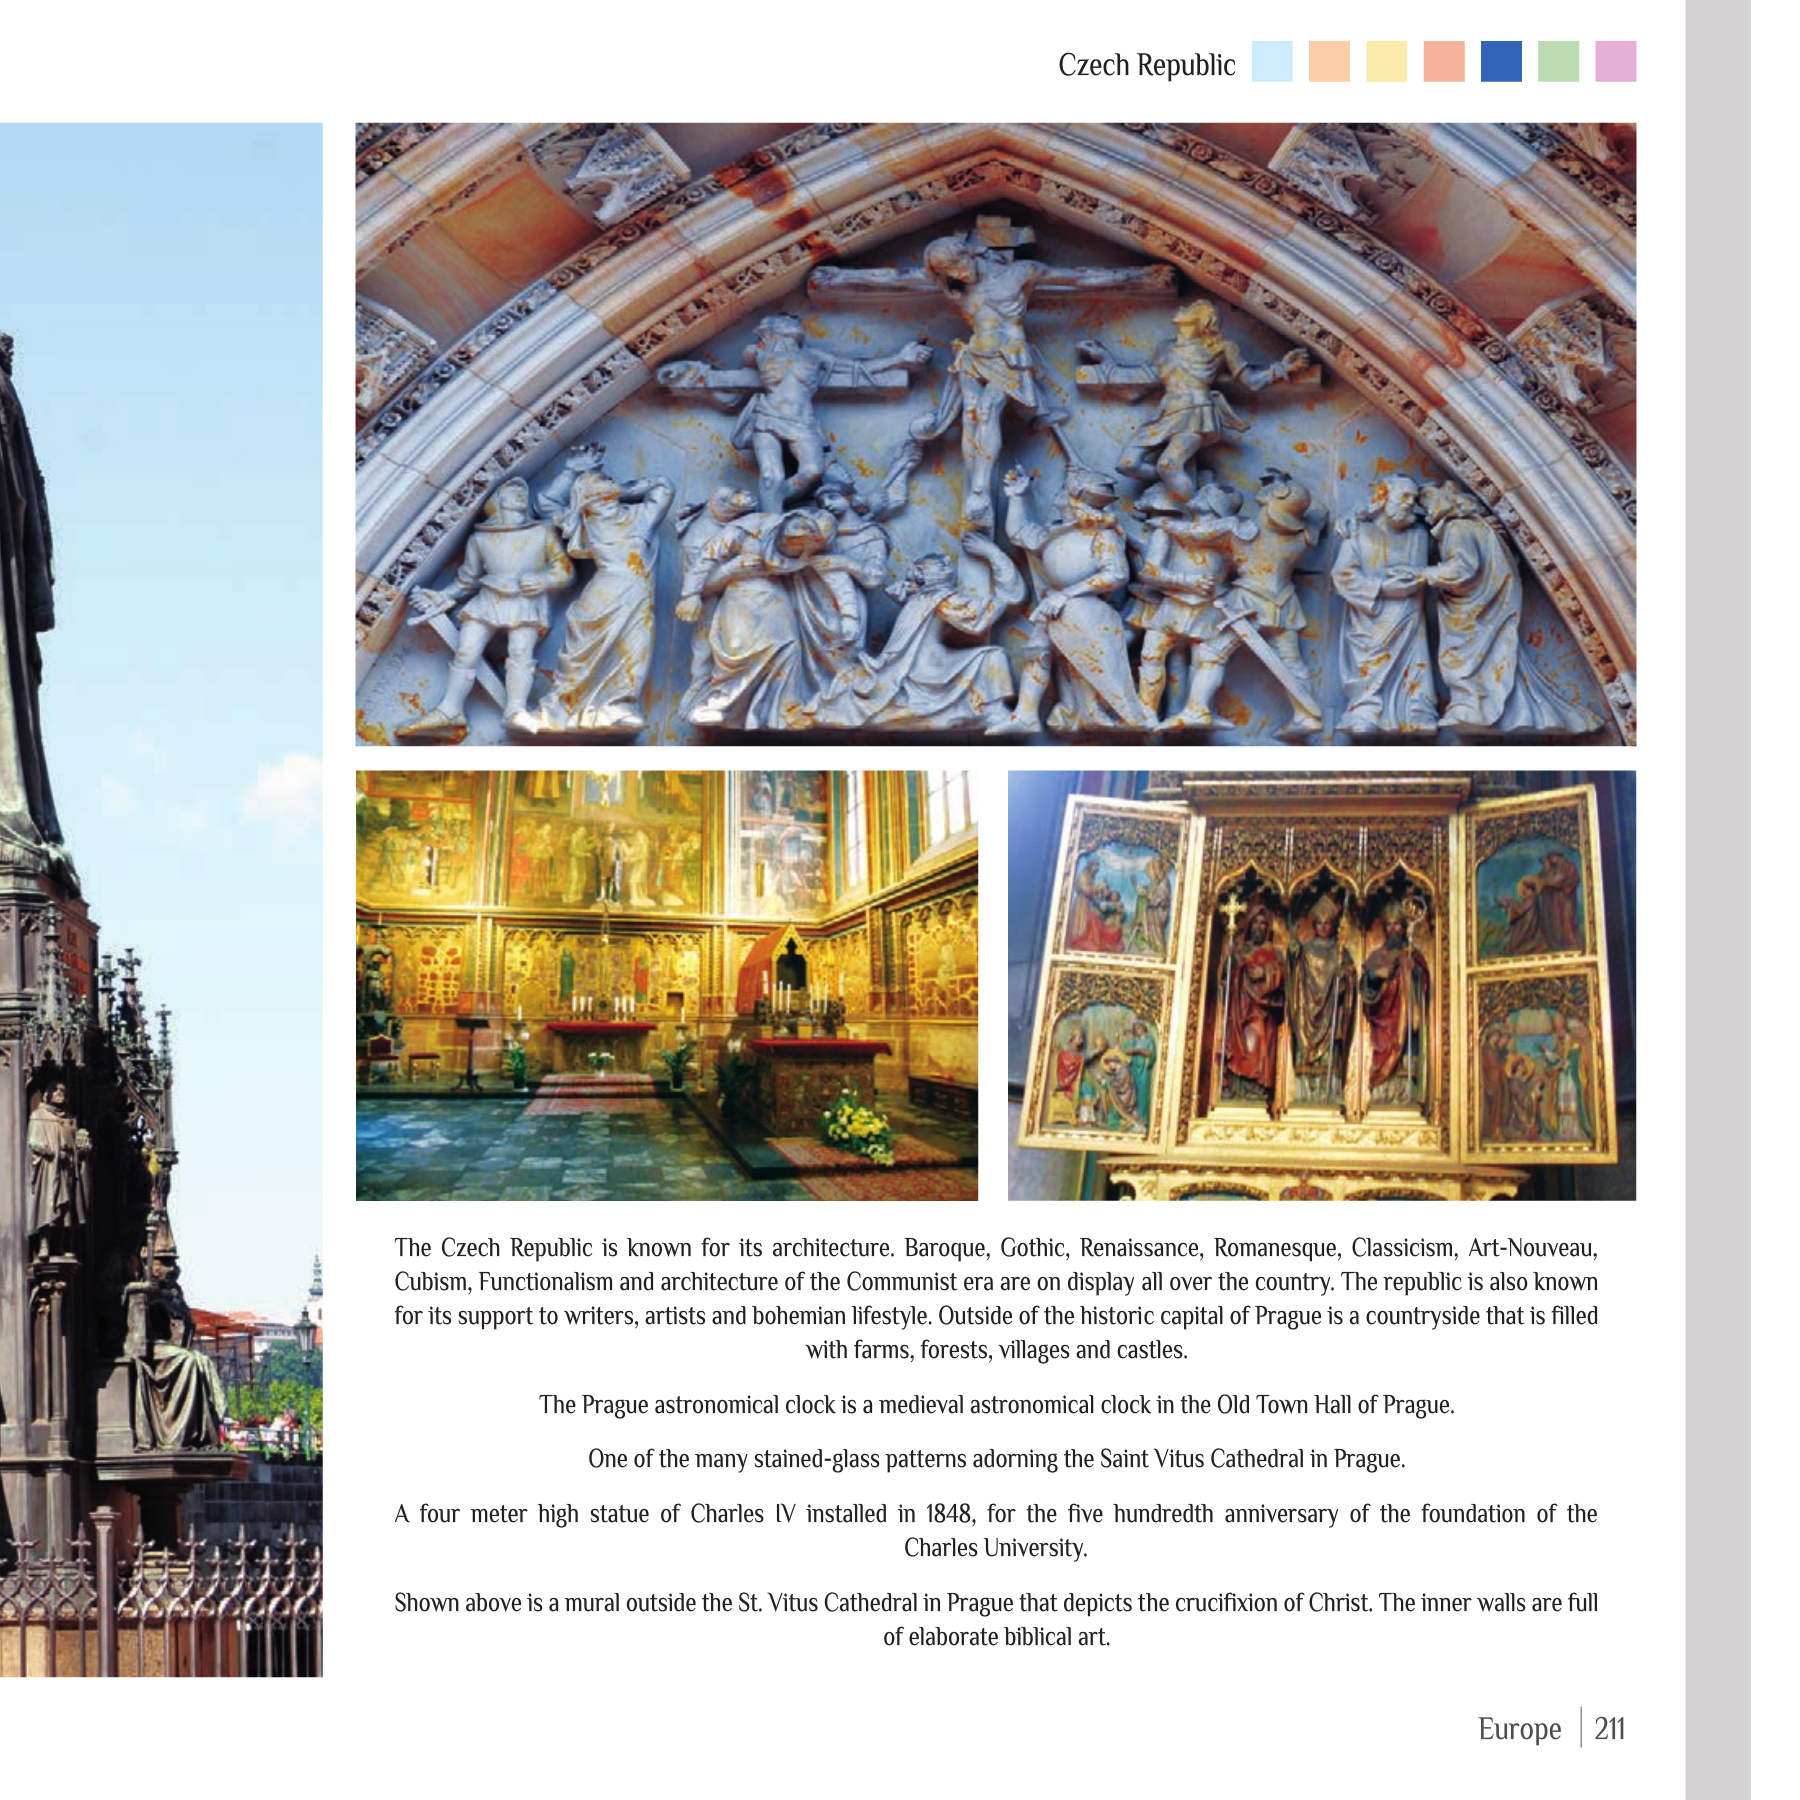 Czech Republic
The Czech Republic is known for its architecture. Baroque, Gothic, Renaissance, Romanesque, Classicism, Art-Nouveau,
Cubism, Functionalism and architecture of the Communist era are on display all over the country. The republic is also known
for its support to writers, artists and bohemian lifestyle. Outside of the historic capital of Prague is a countryside that is filled
with farms, forests, villages and castles.
The Prague astronomical clock is a medieval astronomical clock in the Old Town Hall of Prague.
One of the many stained-glass patterns adorning the Saint Vitus Cathedral in Prague.
A four meter high statue of Charles IV installed in 1848, for the five hundredth anniversary of the foundation of the
Charles University.
Shown above is a mural outside the St. Vitus Cathedral in Prague that depicts the crucifixion of Christ. The inner walls are full
of elaborate biblical art.
Europe | 211